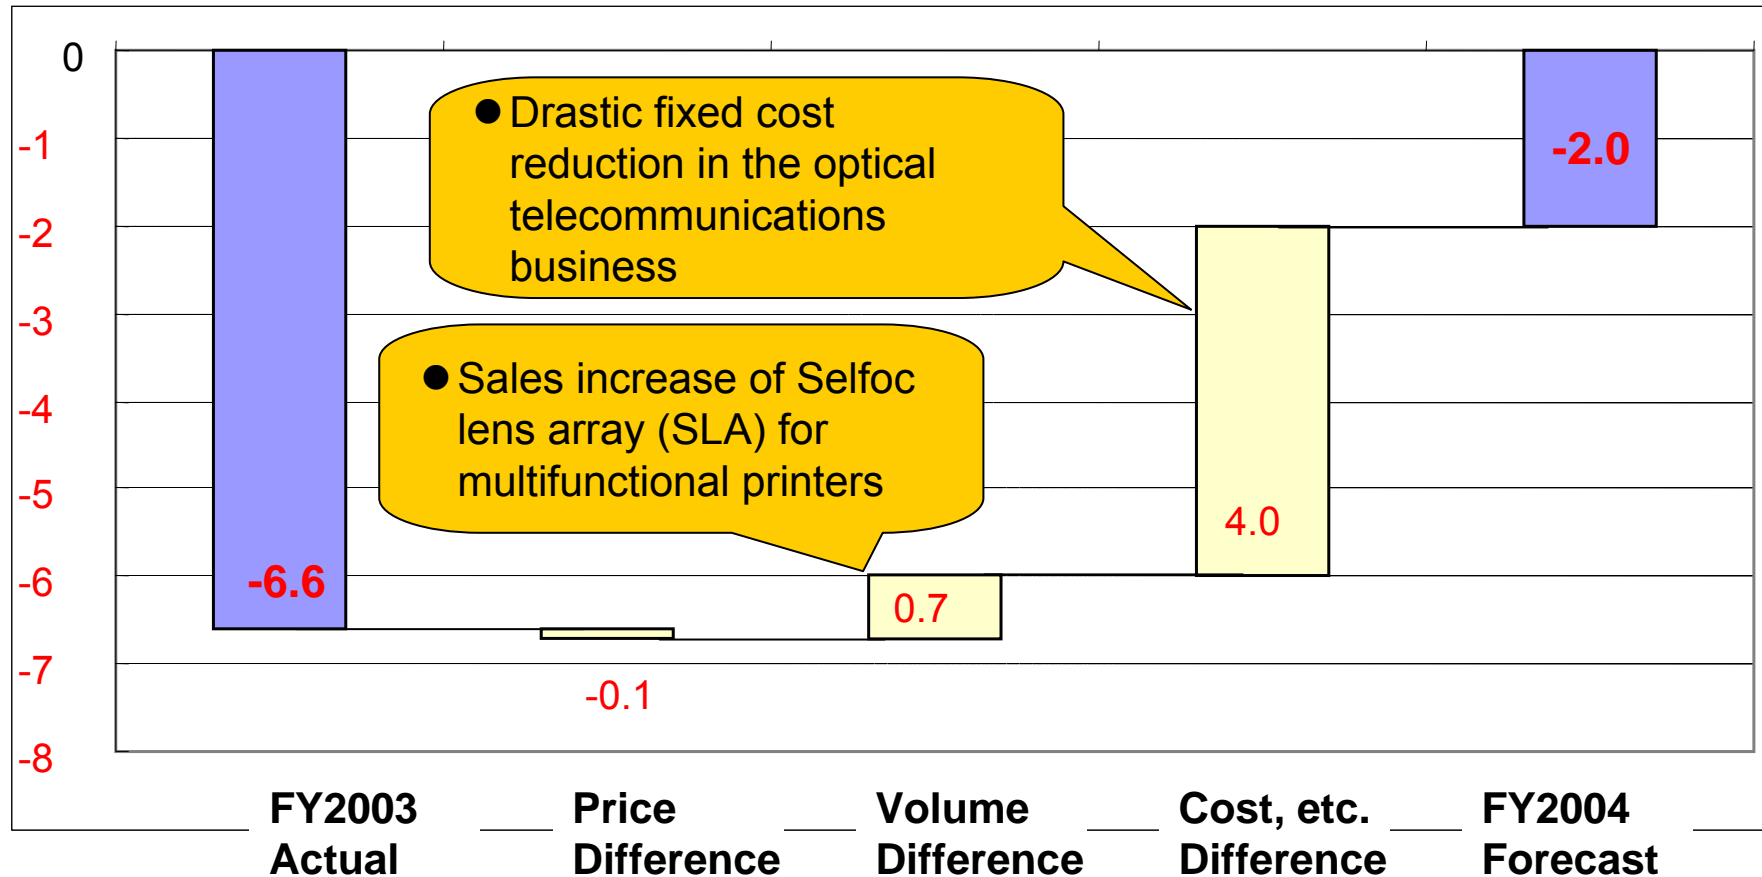 0
-1
-2
-3
-4
-5
-6
-7
-8
● Drastic fixed cost
reduction in the optical
telecommunications
business
● Sales increase of Selfoc
lens array (SLA) for
multifunctional printers
-6.6
-0.1
0.7
4.0
-2.0
FY2003
Actual
Price
Difference
Volume
Difference
Cost, etc.
Difference
FY2004
Forecast